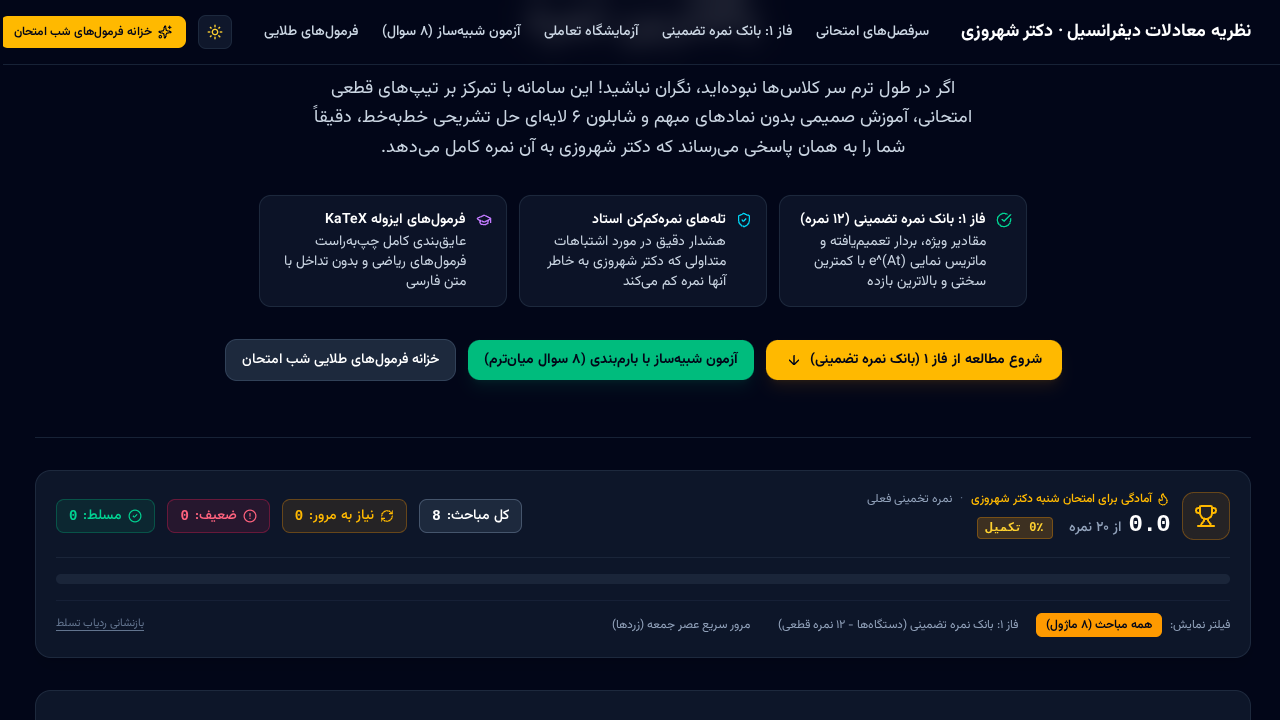 نظریه معادلات دیفرانسیل · دکتر شهروزی
سرفصل‌های امتحانی
فاز ۱: بانک نمره تضمینی
آزمایشگاه تعاملی
آزمون شبیه‌ساز (۸ سوال)
فرمول‌های طلایی
خزانه فرمول‌های شب امتحان
اگر در طول ترم سر کلاس‌ها نبوده‌اید، نگران نباشید! این سامانه با تمرکز بر تیپ‌های قطعی
امتحانی، آموزش صمیمی بدون نمادهای مبهم و شابلون ۶ لایه‌ای حل تشریحی خط‌به‌خط، دقیقاً
شما را به همان پاسخی می‌رساند که دکتر شهروزی به آن نمره کامل می‌دهد.
فاز ۱: بانک نمره تضمینی (۱۲ نمره)
مقادیر ویژه، بردار تعمیم‌یافته و
ماتریس نمایی e^(At) با کمترین
سختی و بالاترین بازده
تله‌های نمره‌کم‌کن استاد
هشدار دقیق در مورد اشتباهات
متداولی که دکتر شهروزی به خاطر
آنها نمره کم می‌کند
فرمول‌های ایزوله KaTeX
عایق‌بندی کامل چپ‌به‌راست
فرمول‌های ریاضی و بدون تداخل با
متن فارسی
شروع مطالعه از فاز ۱ (بانک نمره تضمینی)
آزمون شبیه‌ساز با بارم‌بندی (۸ سوال میان‌ترم)
خزانه فرمول‌های طلایی شب امتحان
آمادگی برای امتحان شنبه دکتر شهروزی · نمره تخمینی فعلی
0.0 از ۲۰ نمره 0٪ تکمیل
کل مباحث: 8
نیاز به مرور: 0
ضعیف: 0
مسلط: 0
فیلتر نمایش:
همه مباحث (۸ ماژول)
فاز ۱: بانک نمره تضمینی (دستگاه‌ها - ۱۲ نمره قطعی)
مرور سریع عصر جمعه (زردها)
بازنشانی ردیاب تسلط